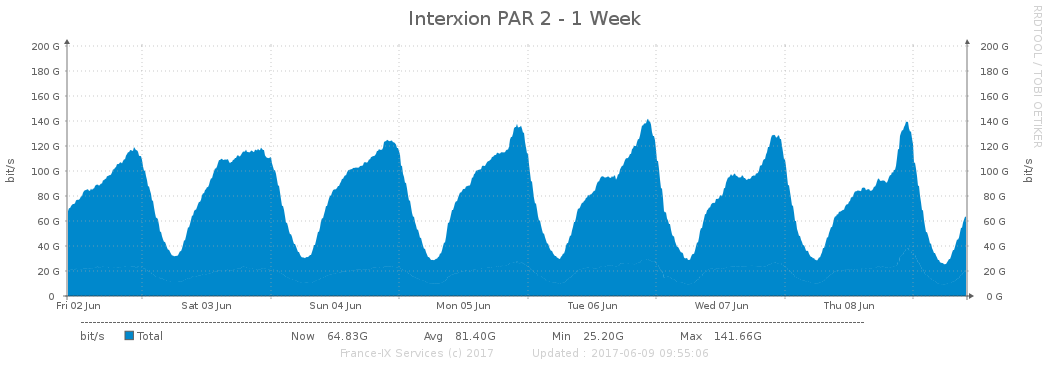 Interxion PAR 2 - 1 Week
RRDTOOL / TOBI OETIKER
bit/s
200 G
180 G
160 G
140 G
120 G
100 G
80 G
60 G
40 G
20 G
0
200 G
180 G
160 G
140 G
120 G
100 G
80 G
60 G
40 G
20 G
0 G
bit/s
Fri 02 Jun Sat 03 Jun Sun 04 Jun Mon 05 Jun Tue 06 Jun Wed 07 Jun Thu 08 Jun
bit/s Total Now 64.83G Avg 81.40G Min 25.20G Max 141.66G
France-IX Services (c) 2017 Updated : 2017-06-09 09:55:06